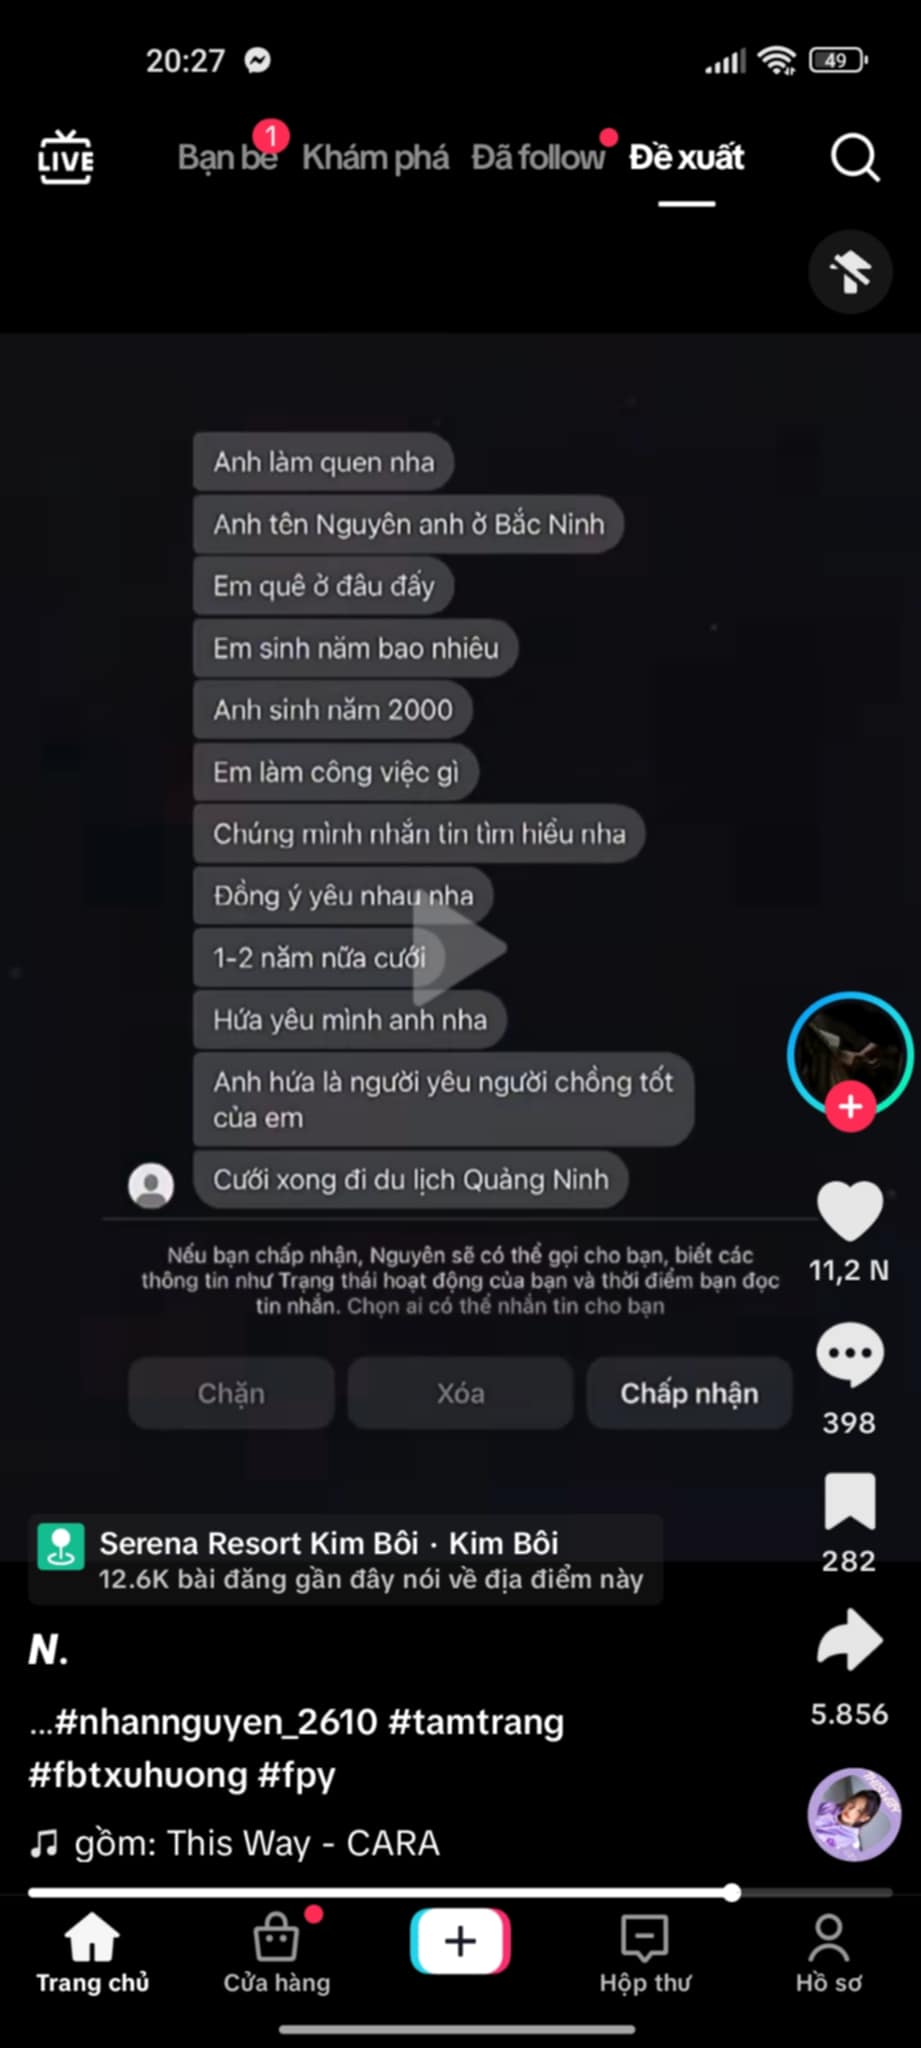 20:27
49
LIVE
Bạn bè 1 Khám phá Đã follow Đề xuất
Anh làm quen nha
Anh tên Nguyên anh ở Bắc Ninh
Em quê ở đâu đấy
Em sinh năm bao nhiêu
Anh sinh năm 2000
Em làm công việc gì
Chúng mình nhắn tin tìm hiểu nha
Đồng ý yêu nhau nha
1-2 năm nữa cưới
Hứa yêu mình anh nha
Anh hứa là người yêu người chồng tốt
của em
Cưới xong đi du lịch Quảng Ninh
Nếu bạn chấp nhận, Nguyên sẽ có thể gọi cho bạn, biết các
thông tin như Trạng thái hoạt động của bạn và thời điểm bạn đọc
tin nhắn. Chọn ai có thể nhắn tin cho bạn
Chặn Xóa Chấp nhận
11,2 N
398
282
5.856
Serena Resort Kim Bôi · Kim Bôi
12.6K bài đăng gần đây nói về địa điểm này
N.
...#nhannguyen_2610 #tamtrang
#fbtxuhuong #fpy
gồm: This Way - CARA
Trang chủ Cửa hàng Hộp thư Hồ sơ